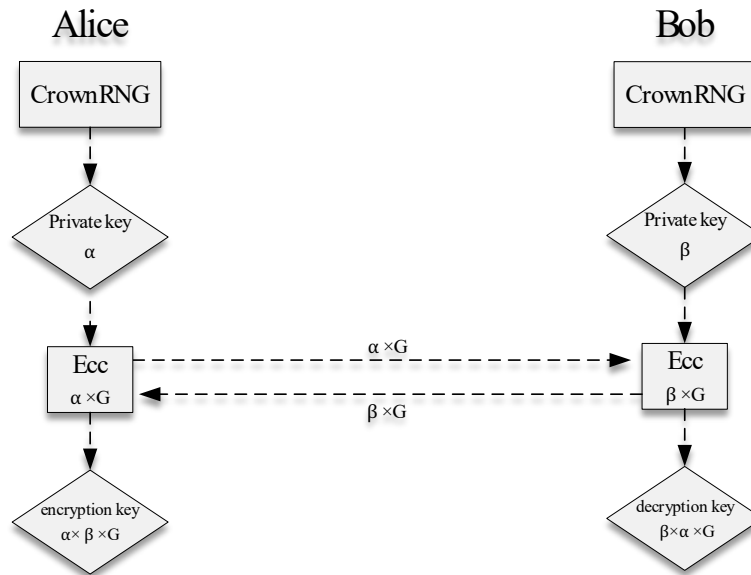 Alice
Bob
CrownRNG
CrownRNG
Private key
α
Private key
β
Ecc
α ×G
α ×G
β ×G
Ecc
β ×G
encryption key
α× β ×G
decryption key
β×α ×G